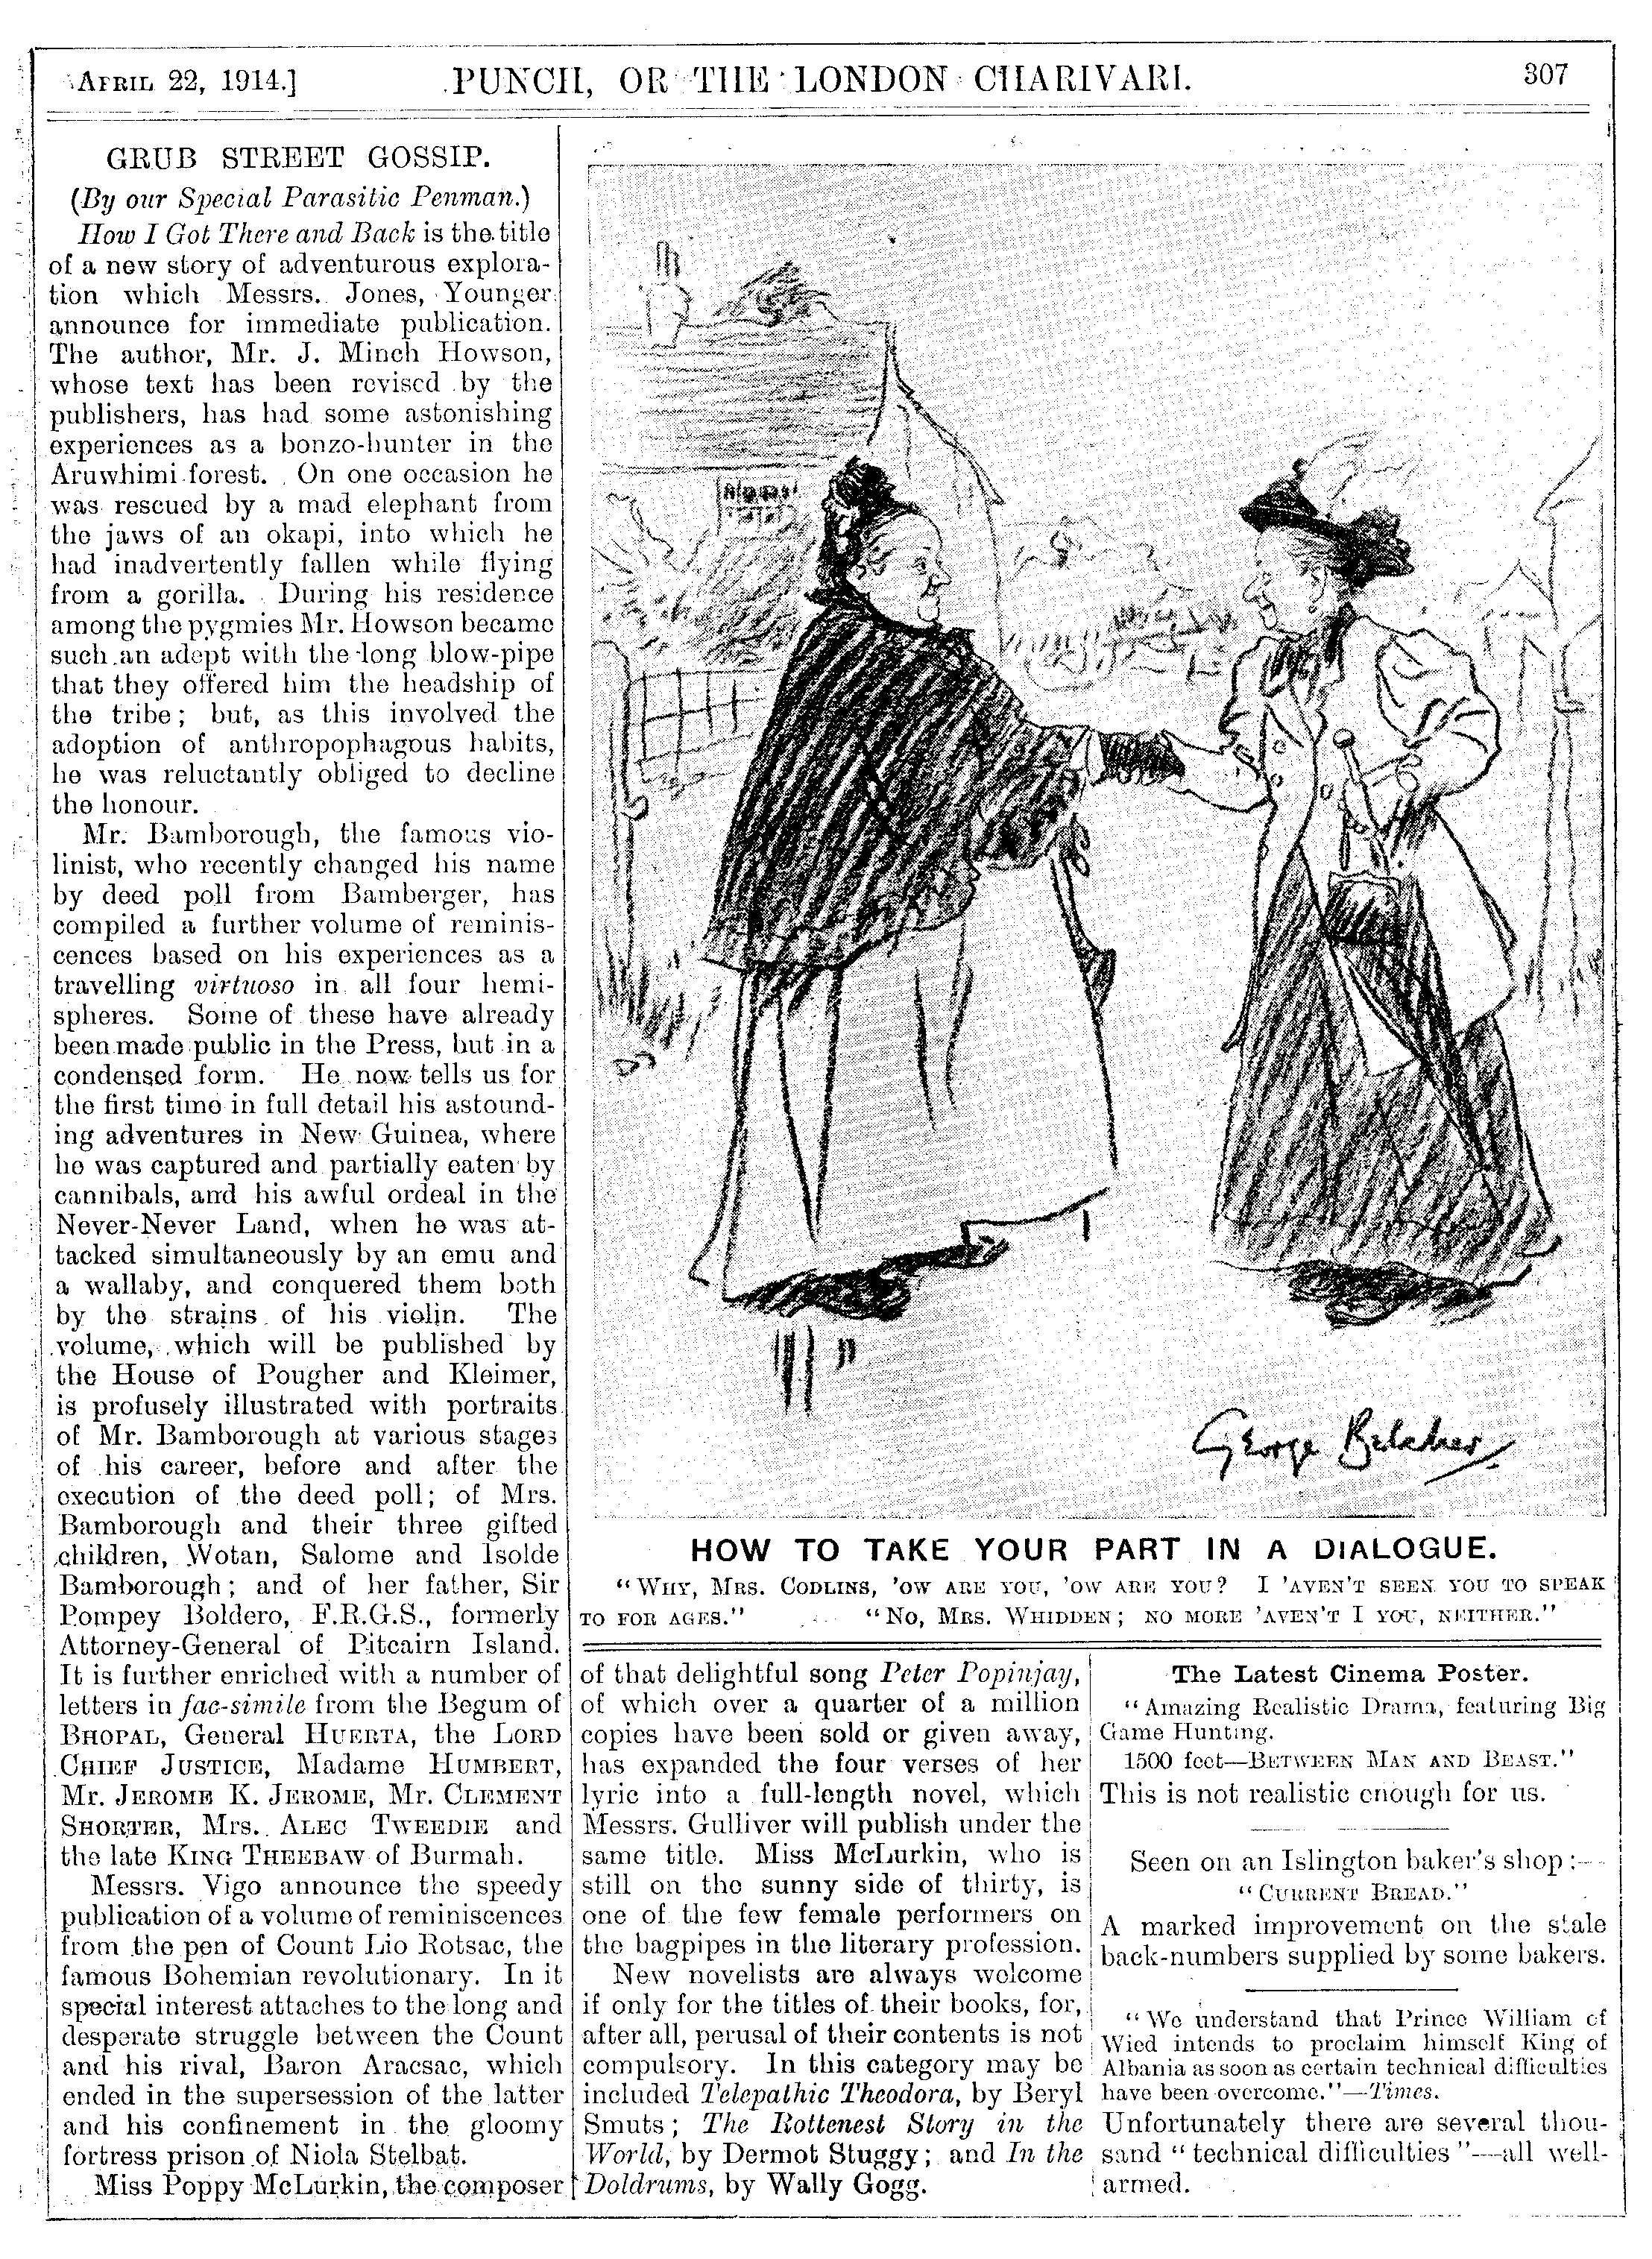 APRIL 22, 1914.]
PUNCH, OR THE LONDON CHARIVARI.
307
GRUB STREET GOSSIP.
(By our Special Parasitic Penman.)
How I Got There and Back is the title
of a new story of adventurous explora-
tion which Messrs. Jones, Younger
announce for immediate publication.
The author, Mr. J. Minch Howson,
whose text has been revised by the
publishers, has had some astonishing
experiences as a bonzo-hunter in the
Aruwhimi forest. On one occasion he
was rescued by a mad elephant from
the jaws of an okapi, into which he
had inadvertently fallen while flying
from a gorilla. During his residence
among the pygmies Mr. Howson became
such an adept with the long blow-pipe
that they offered him the headship of
the tribe; but, as this involved the
adoption of anthropophagous habits,
he was reluctantly obliged to decline
the honour.
Mr. Bamborough, the famous vio-
linist, who recently changed his name
by deed poll from Bamberger, has
compiled a further volume of reminis-
cences based on his experiences as a
travelling virtuoso in all four hemi-
spheres. Some of these have already
been made public in the Press, but in a
condensed form. He now tells us for
the first time in full detail his astound-
ing adventures in New Guinea, where
he was captured and partially eaten by
cannibals, and his awful ordeal in the
Never-Never Land, when he was at-
tacked simultaneously by an emu and
a wallaby, and conquered them both
by the strains of his violin. The
volume, which will be published by
the House of Pougher and Kleimer,
is profusely illustrated with portraits
of Mr. Bamborough at various stages
of his career, before and after the
execution of the deed poll; of Mrs.
Bamborough and their three gifted
children, Wotan, Salome and Isolde
Bamborough; and of her father, Sir
Pompey Boldero, F.R.G.S., formerly
Attorney-General of Pitcairn Island.
It is further enriched with a number of
letters in fac-simile from the Begum of
BHOPAL, General HUERTA, the LORD
CHIEF JUSTICE, Madame HUMBERT,
Mr. JEROME K. JEROME, Mr. CLEMENT
SHORTER, Mrs. ALEC TWEEDIE and
the late KING THEEBAW of Burmah.
Messrs. Vigo announce the speedy
publication of a volume of reminiscences
from the pen of Count Lio Rotsac, the
famous Bohemian revolutionary. In it
special interest attaches to the long and
desperate struggle between the Count
and his rival, Baron Aracsac, which
ended in the supersession of the latter
and his confinement in the gloomy
fortress prison of Niola Stelbat.
Miss Poppy McLurkin, the composer
George Belcher
HOW TO TAKE YOUR PART IN A DIALOGUE.
"WHY, MRS. CODLINS, 'OW ARE YOU, 'OW ARE YOU? I 'AVEN'T SEEN YOU TO SPEAK
TO FOR AGES." "NO, MRS. WHIDDEN; NO MORE 'AVEN'T I YOU, NEITHER."
of that delightful song Peter Popinjay,
of which over a quarter of a million
copies have been sold or given away,
has expanded the four verses of her
lyric into a full-length novel, which
Messrs. Gulliver will publish under the
same title. Miss McLurkin, who is
still on the sunny side of thirty, is
one of the few female performers on
the bagpipes in the literary profession.
New novelists are always welcome
if only for the titles of their books, for,
after all, perusal of their contents is not
compulsory. In this category may be
included Telepathic Theodora, by Beryl
Smuts; The Rottenest Story in the
World, by Dermot Stuggy; and In the
Doldrums, by Wally Gogg.
The Latest Cinema Poster.
"Amazing Realistic Drama, featuring Big
Game Hunting.
1500 feet—BETWEEN MAN AND BEAST."
This is not realistic enough for us.
Seen on an Islington baker's shop:—
"CURRENT BREAD."
A marked improvement on the stale
back-numbers supplied by some bakers.
"We understand that Prince William of
Wied intends to proclaim himself King of
Albania as soon as certain technical difficulties
have been overcome."—Times.
Unfortunately there are several thou-
sand "technical difficulties"—all well-
armed.